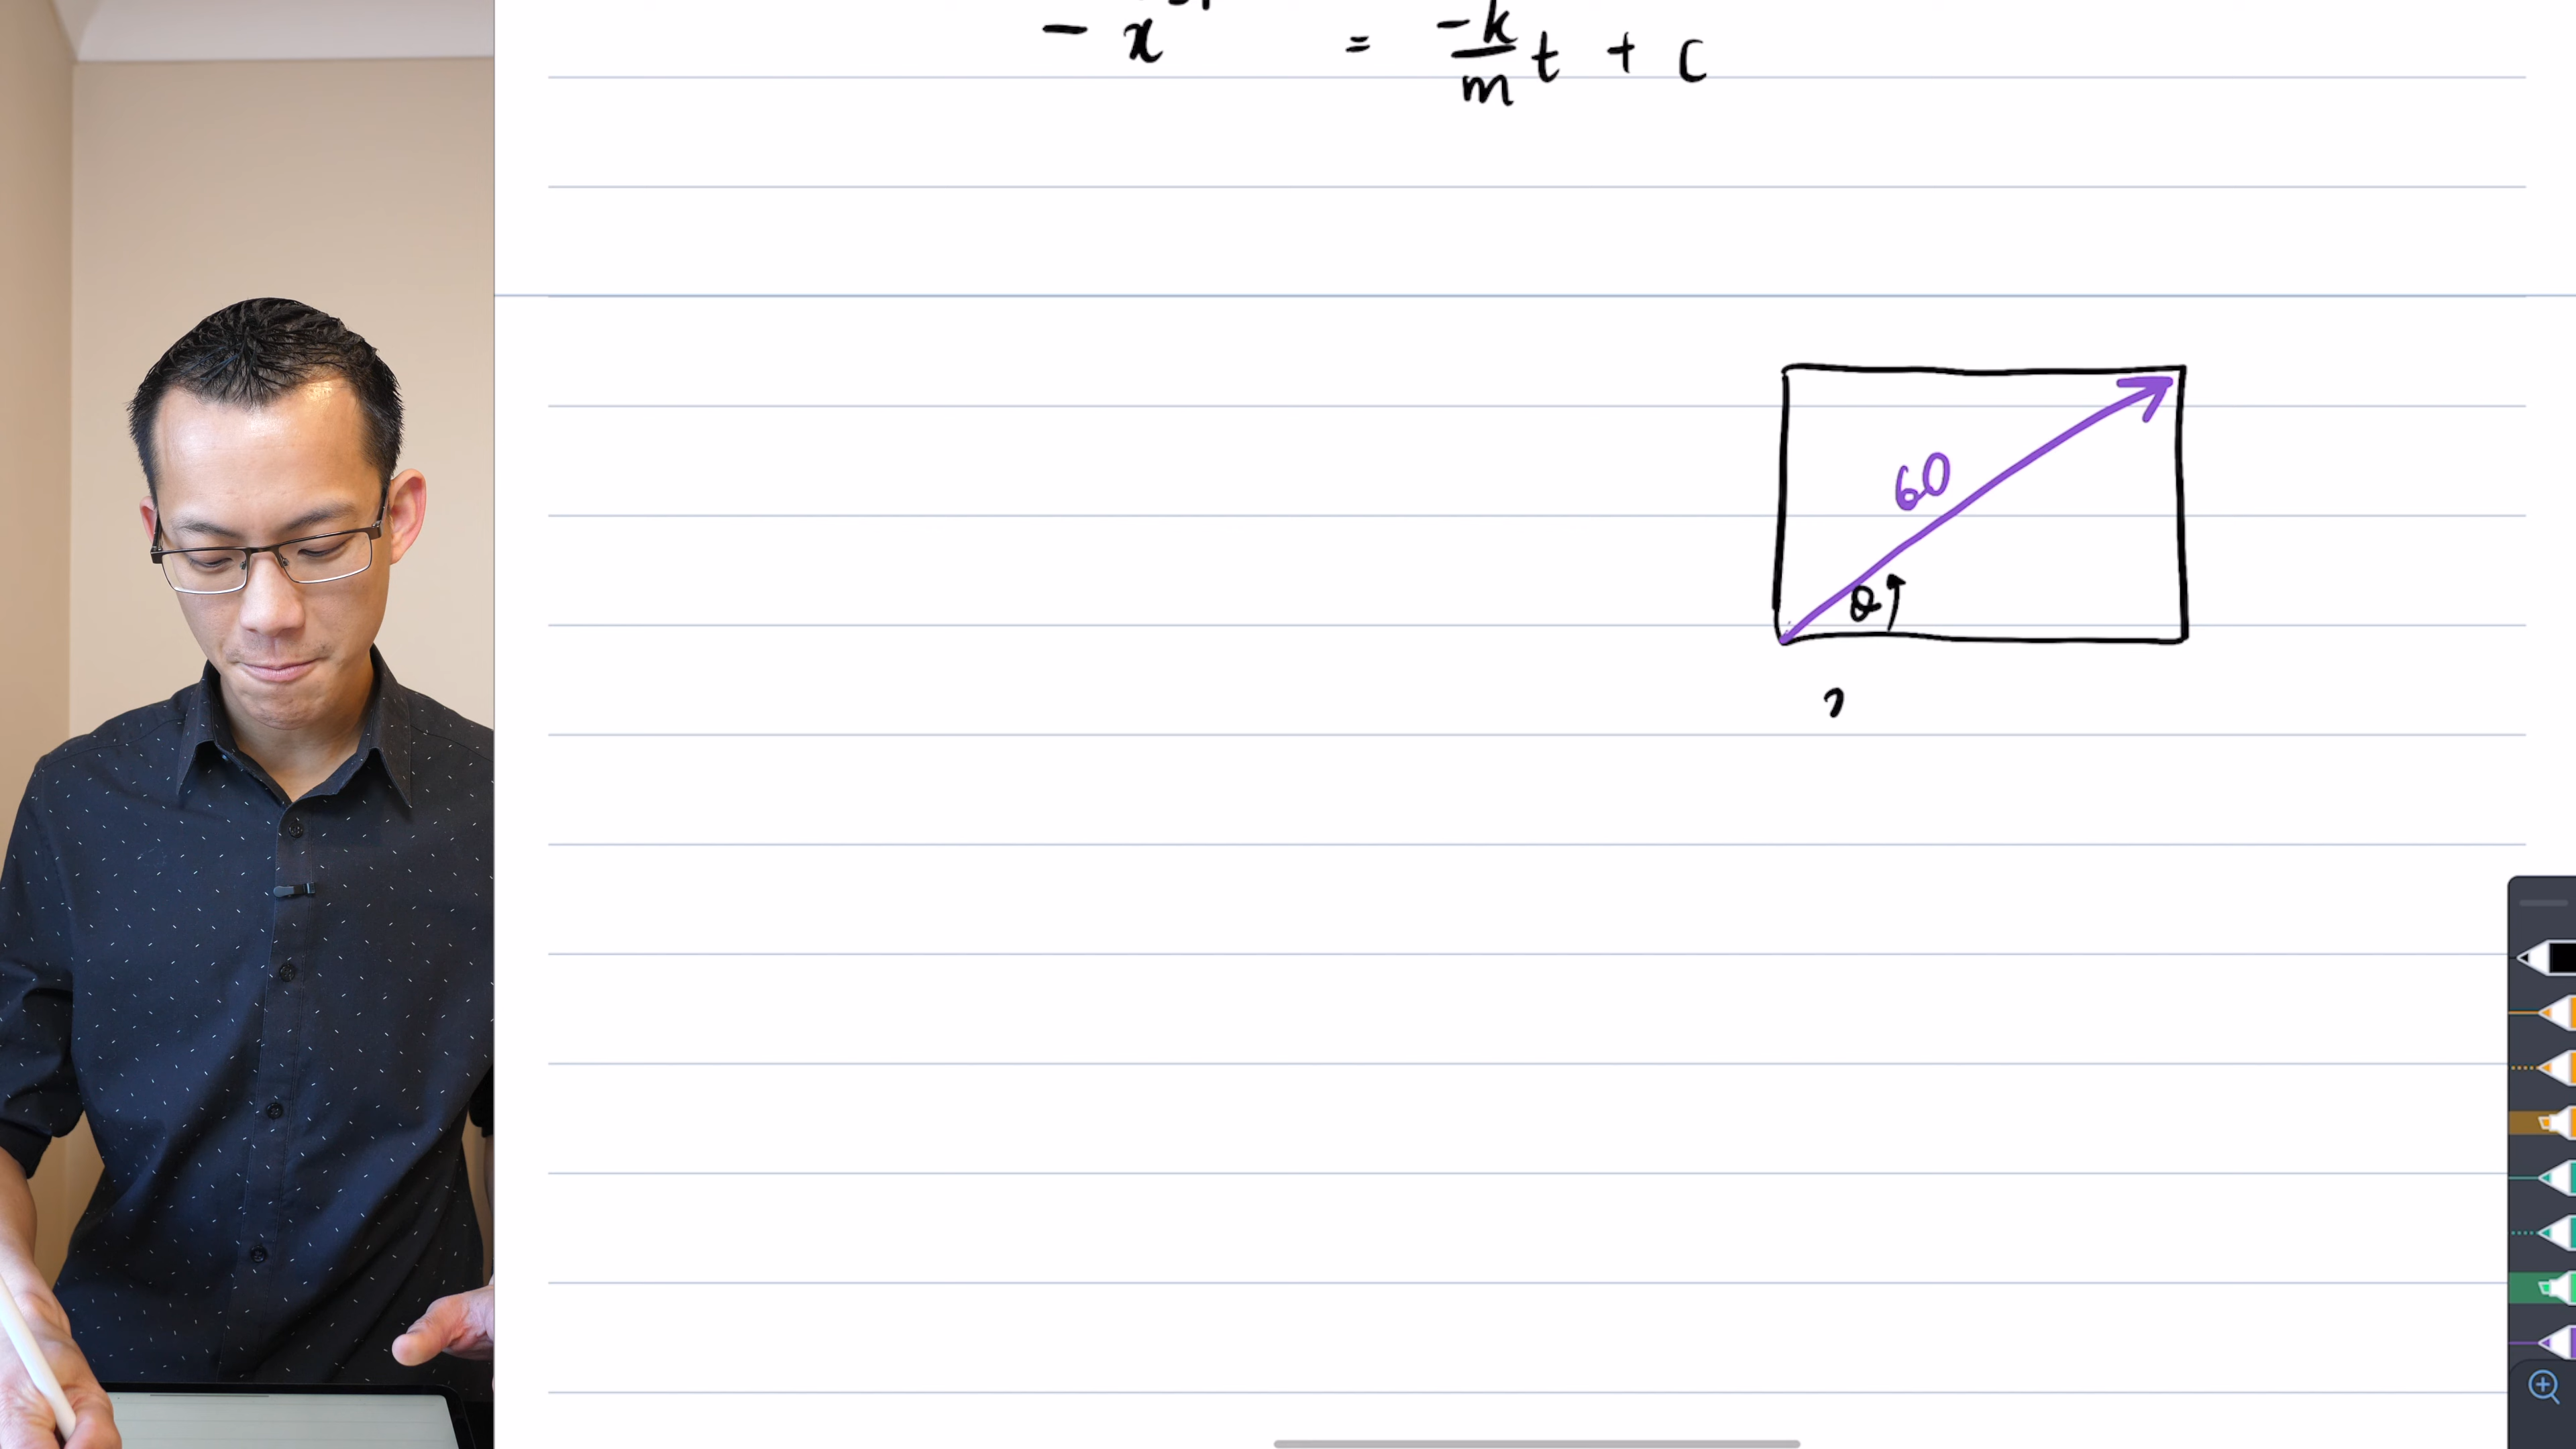 - x = -k/m t + c
60
θ